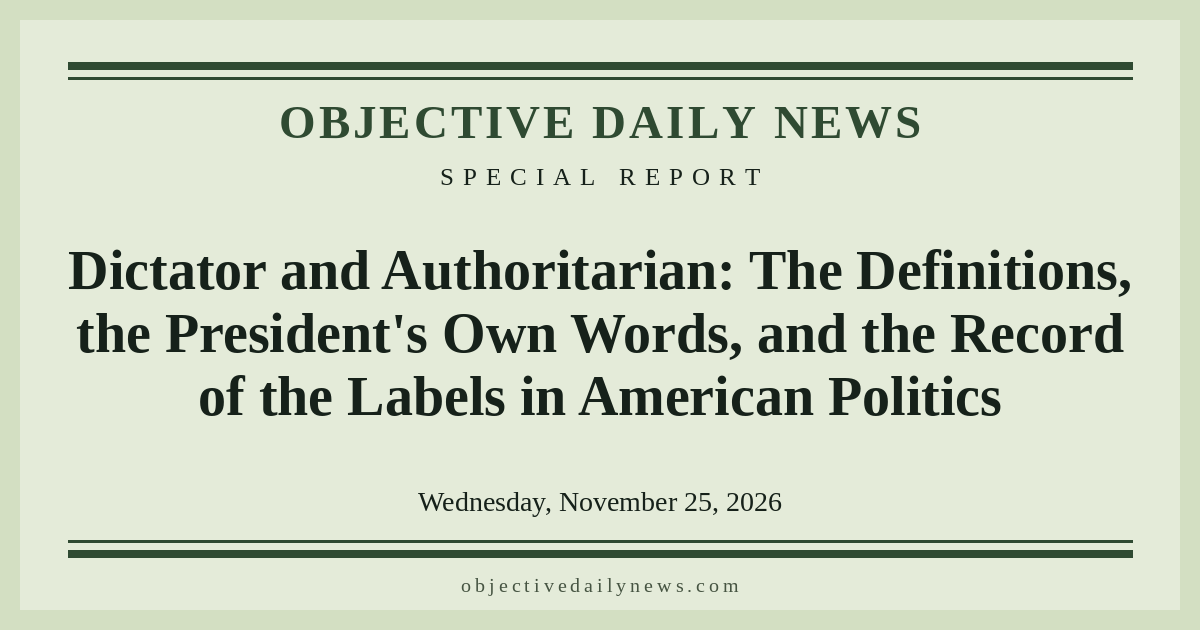 OBJECTIVE DAILY NEWS
SPECIAL REPORT
Dictator and Authoritarian: The Definitions,
the President's Own Words, and the Record
of the Labels in American Politics
Wednesday, November 25, 2026
objectivedailynews.com